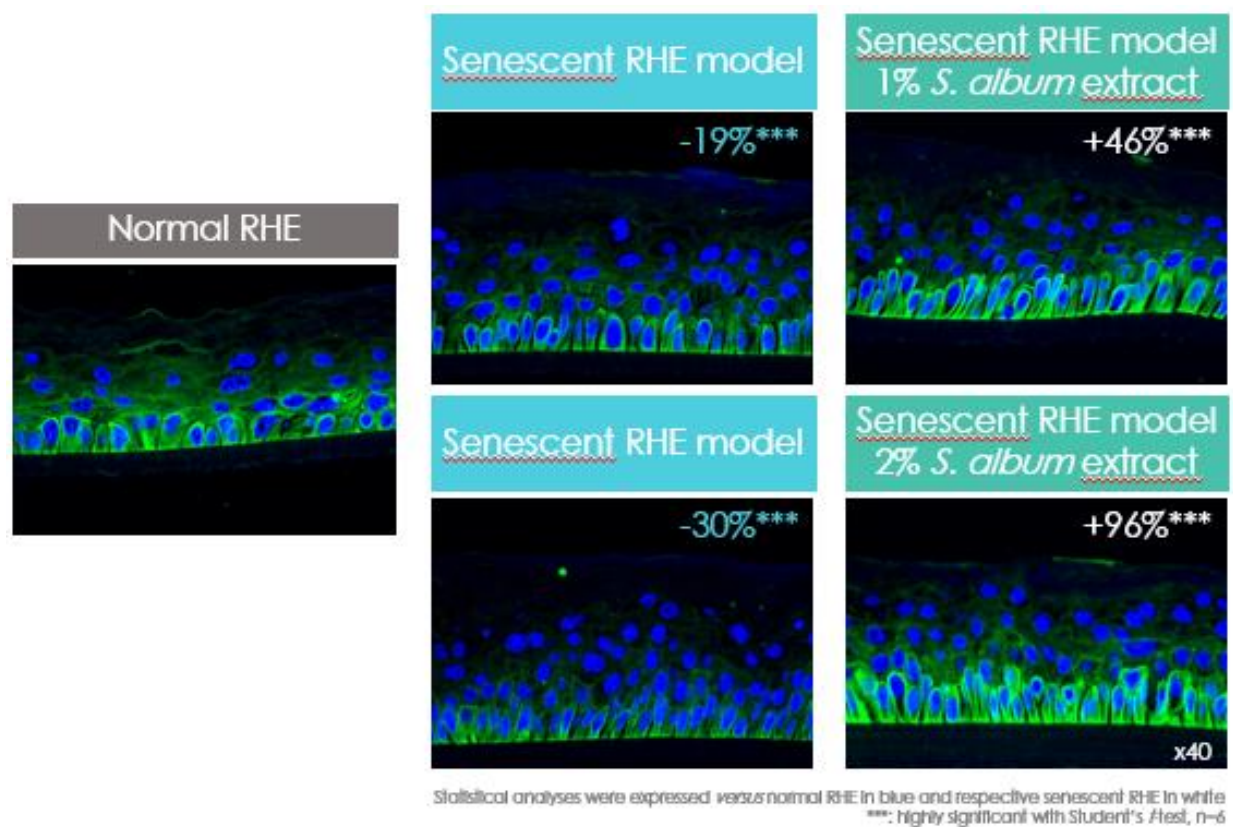 Normal RHE
Senescent RHE model
-19%***
Senescent RHE model
1% S. album extract
+46%***
Senescent RHE model
-30%***
Senescent RHE model
2% S. album extract
+96%***
x40
Statistical analyses were expressed versus normal RHE in blue and respective senescent RHE in white
***: highly significant with Student's t-test, n=6